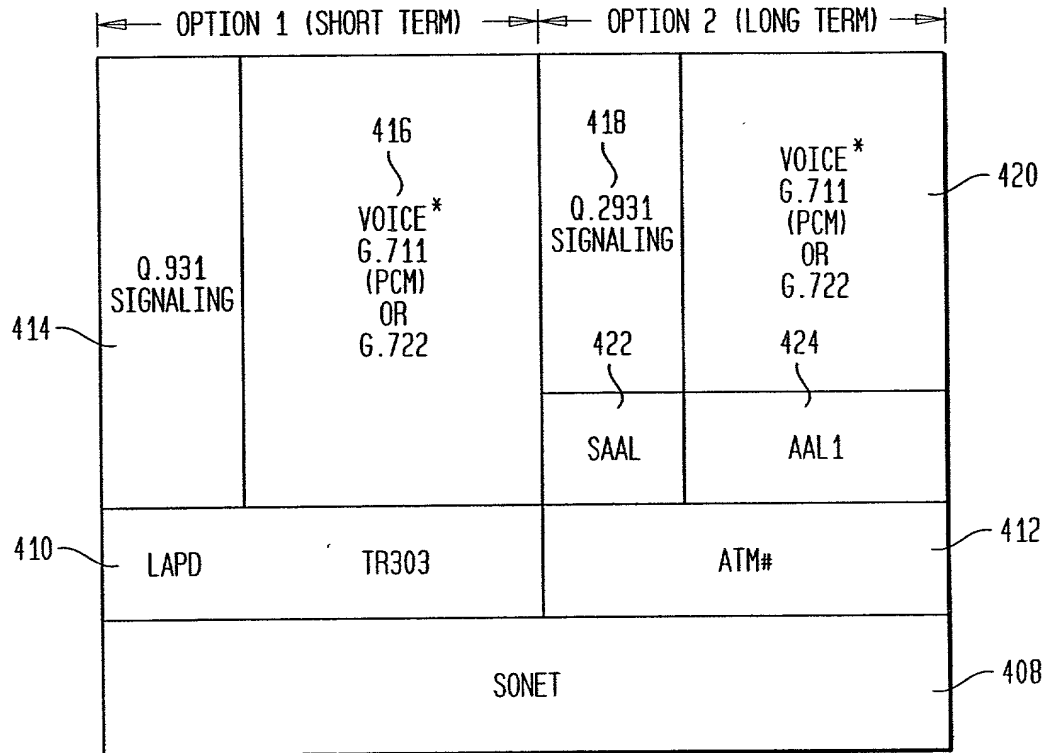 OPTION 1 (SHORT TERM)
OPTION 2 (LONG TERM)
414
Q.931
SIGNALING
416
VOICE*
G.711
(PCM)
OR
G.722
418
Q.2931
SIGNALING
VOICE*
G.711
(PCM)
OR
G.722
420
422
SAAL
424
AAL1
410
LAPD
TR303
ATM#
412
SONET
408